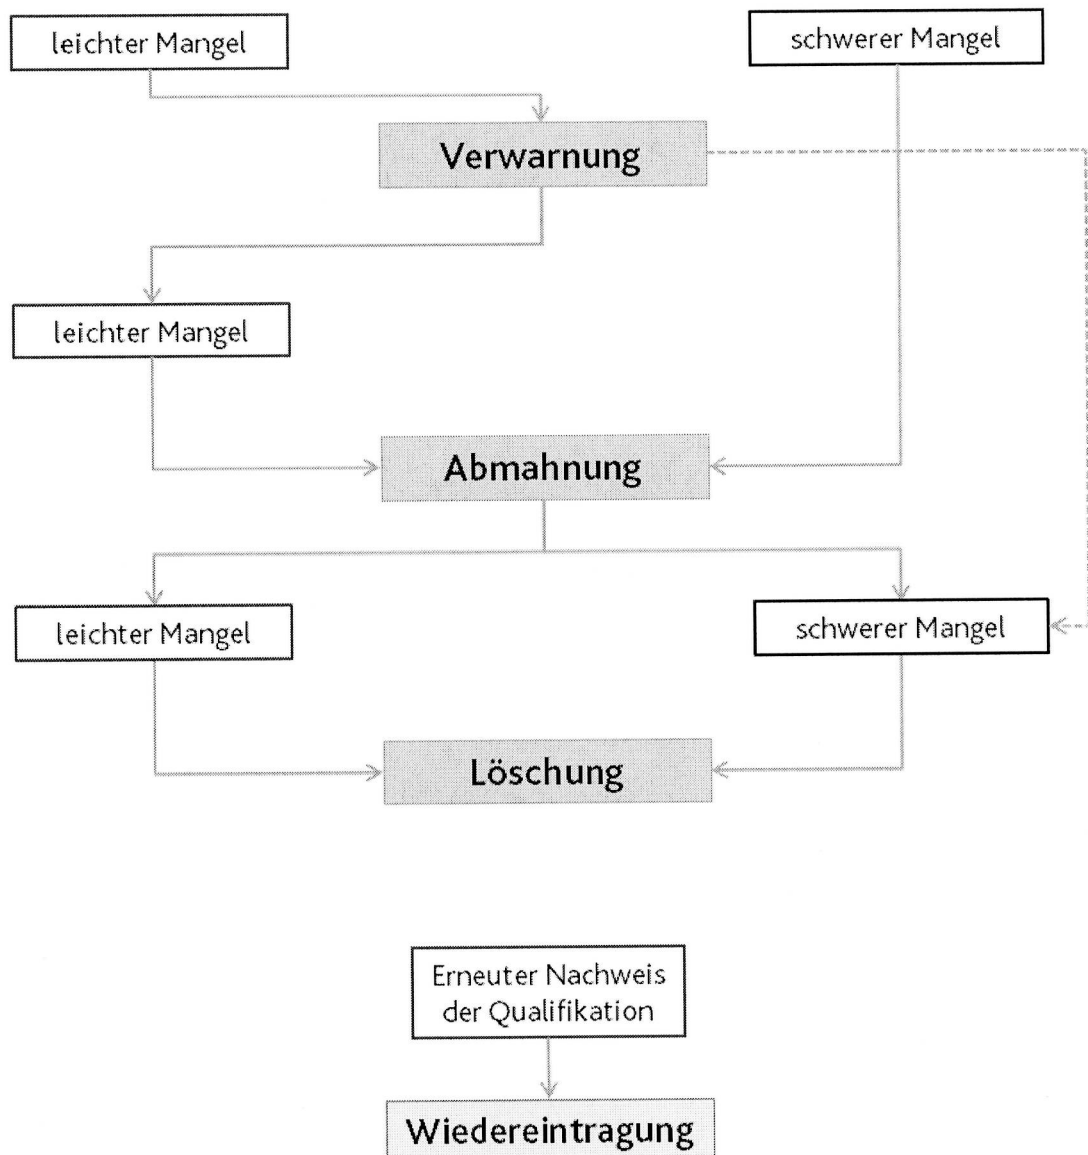 leichter Mangel
schwerer Mangel
Verwarnung
leichter Mangel
Abmahnung
leichter Mangel
schwerer Mangel
Löschung
Erneuter Nachweis
der Qualifikation
Wiedereintragung